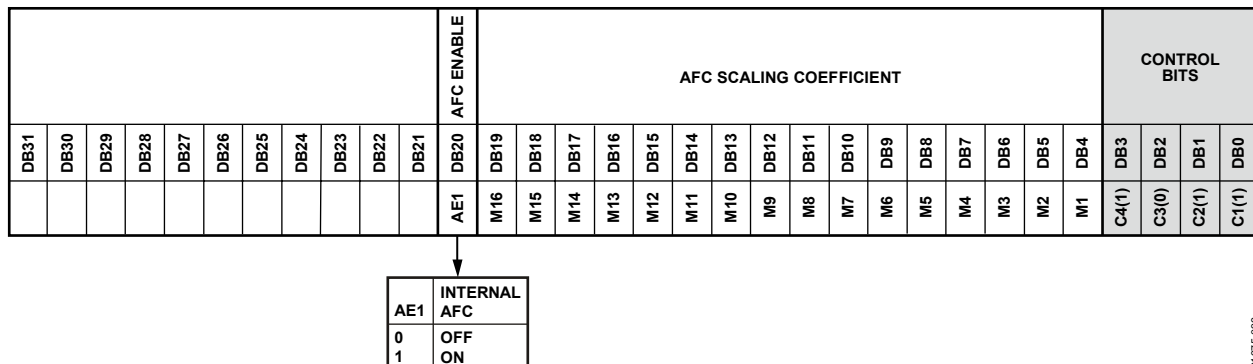 AFC ENABLE
AFC SCALING COEFFICIENT
CONTROL
BITS
DB31 DB30 DB29 DB28 DB27 DB26 DB25 DB24 DB23 DB22 DB21 DB20 DB19 DB18 DB17 DB16 DB15 DB14 DB13 DB12 DB11 DB10 DB9 DB8 DB7 DB6 DB5 DB4 DB3 DB2 DB1 DB0
AE1 M16 M15 M14 M13 M12 M11 M10 M9 M8 M7 M6 M5 M4 M3 M2 M1 C4(1) C3(0) C2(1) C1(1)
INTERNAL
AE1 AFC
0 OFF
1 ON